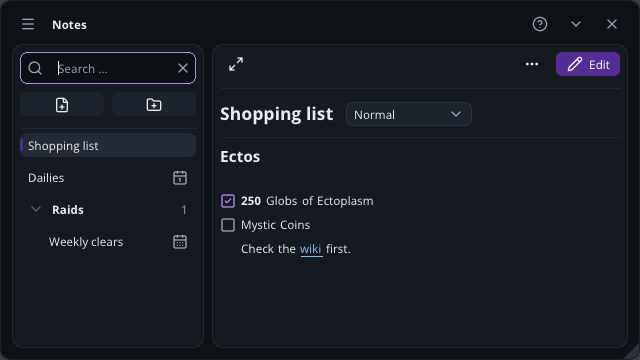 Notes
Search ...
Shopping list
Dailies
Raids 1
Weekly clears
Edit
Shopping list Normal
Ectos
250 Globs of Ectoplasm
Mystic Coins
Check the wiki first.